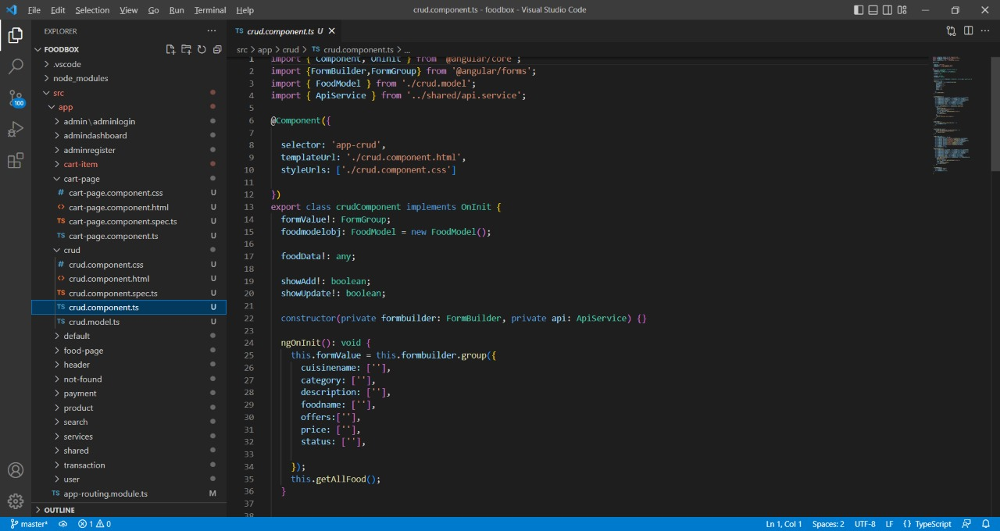 File Edit Selection View Go Run Terminal Help
crud.component.ts - foodbox - Visual Studio Code
EXPLORER
TS crud.component.ts U
FOODBOX
src > app > crud > TS crud.component.ts > ...
.vscode
node_modules
src
app
admin\adminlogin
admindashboard
adminregister
cart-item
cart-page
# cart-page.component.css U
<> cart-page.component.html U
TS cart-page.component.spec.ts U
TS cart-page.component.ts U
crud
# crud.component.css U
<> crud.component.html U
TS crud.component.spec.ts U
TS crud.component.ts U
TS crud.model.ts U
default
food-page
header
not-found
payment
product
search
services
shared
transaction
user
TS app-routing.module.ts M
OUTLINE
100
1 import { Component, OnInit } from '@angular/core';
2 import {FormBuilder,FormGroup} from '@angular/forms';
3 import { FoodModel } from './crud.model';
4 import { ApiService } from '../shared/api.service';
5
6 @Component({
7
8 selector: 'app-crud',
9 templateUrl: './crud.component.html',
10 styleUrls: ['./crud.component.css']
11
12 })
13 export class crudComponent implements OnInit {
14 formValue!: FormGroup;
15 foodmodelobj: FoodModel = new FoodModel();
16
17 foodData!: any;
18
19 showAdd!: boolean;
20 showUpdate!: boolean;
21
22 constructor(private formbuilder: FormBuilder, private api: ApiService) {}
23
24 ngOnInit(): void {
25 this.formValue = this.formbuilder.group({
26 cuisinename: [''],
27 category: [''],
28 description: [''],
29 foodname: [''],
30 offers:[''],
31 price: [''],
32 status: [''],
33
34 });
35 this.getAllFood();
36 }
37
38
master* 1 0 Ln 1, Col 1 Spaces: 2 UTF-8 LF {} TypeScript